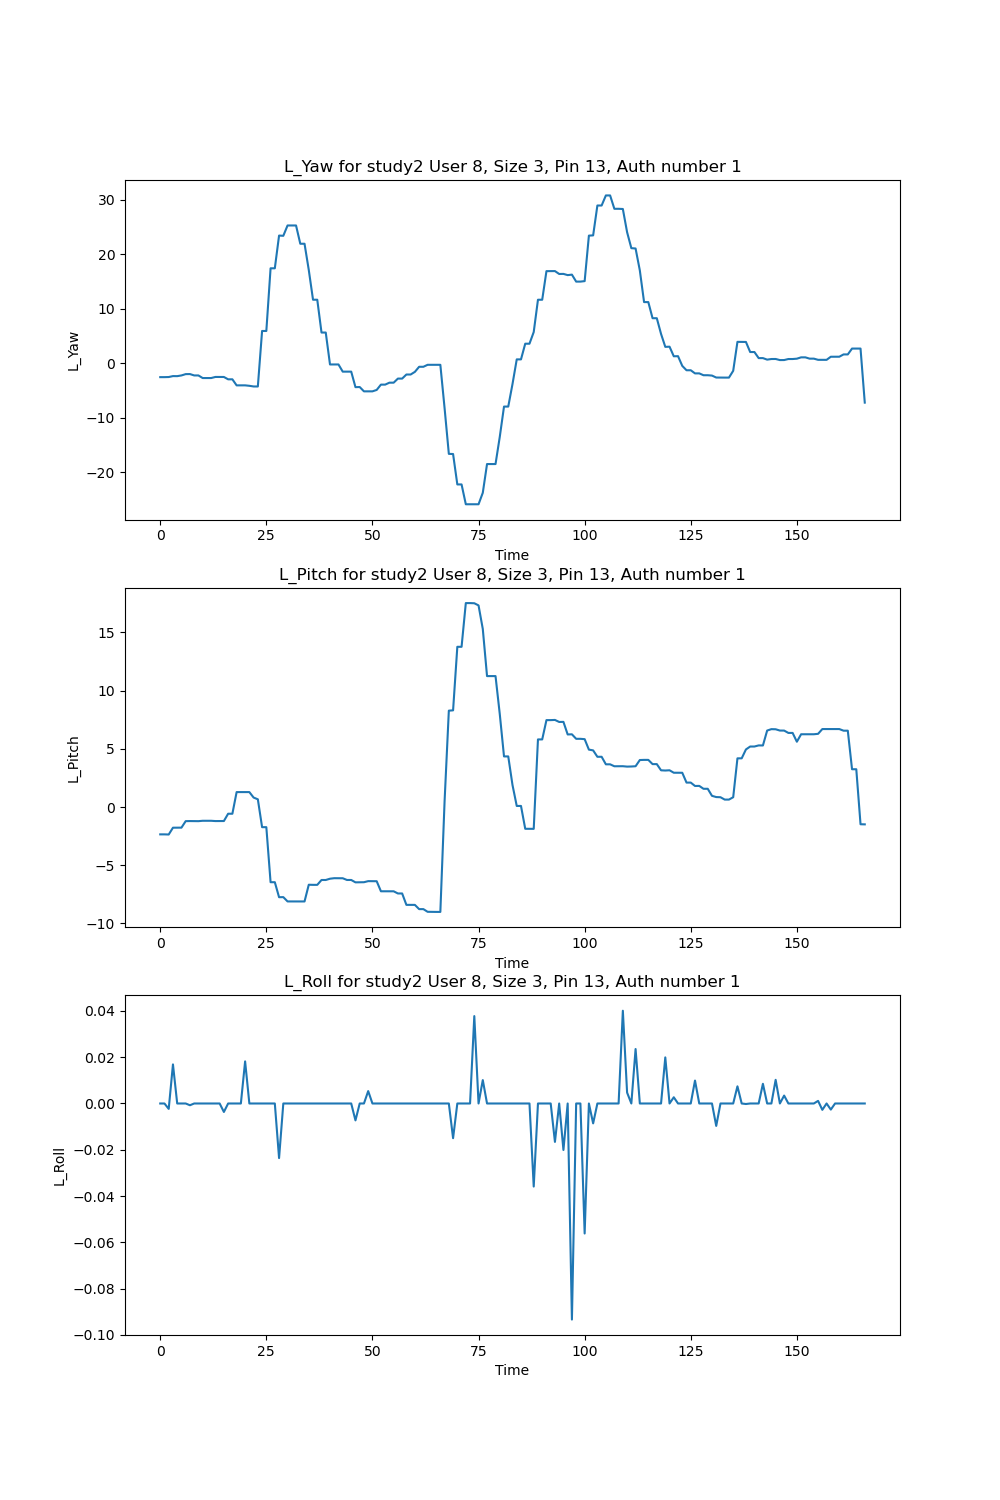 L_Yaw for study2 User 8, Size 3, Pin 13, Auth number 1
30
20
10
0
−10
−20
L_Yaw
0 25 50 75 100 125 150
Time
L_Pitch for study2 User 8, Size 3, Pin 13, Auth number 1
15
10
5
0
−5
−10
L_Pitch
0 25 50 75 100 125 150
Time
L_Roll for study2 User 8, Size 3, Pin 13, Auth number 1
0.04
0.02
0.00
−0.02
−0.04
−0.06
−0.08
−0.10
L_Roll
0 25 50 75 100 125 150
Time